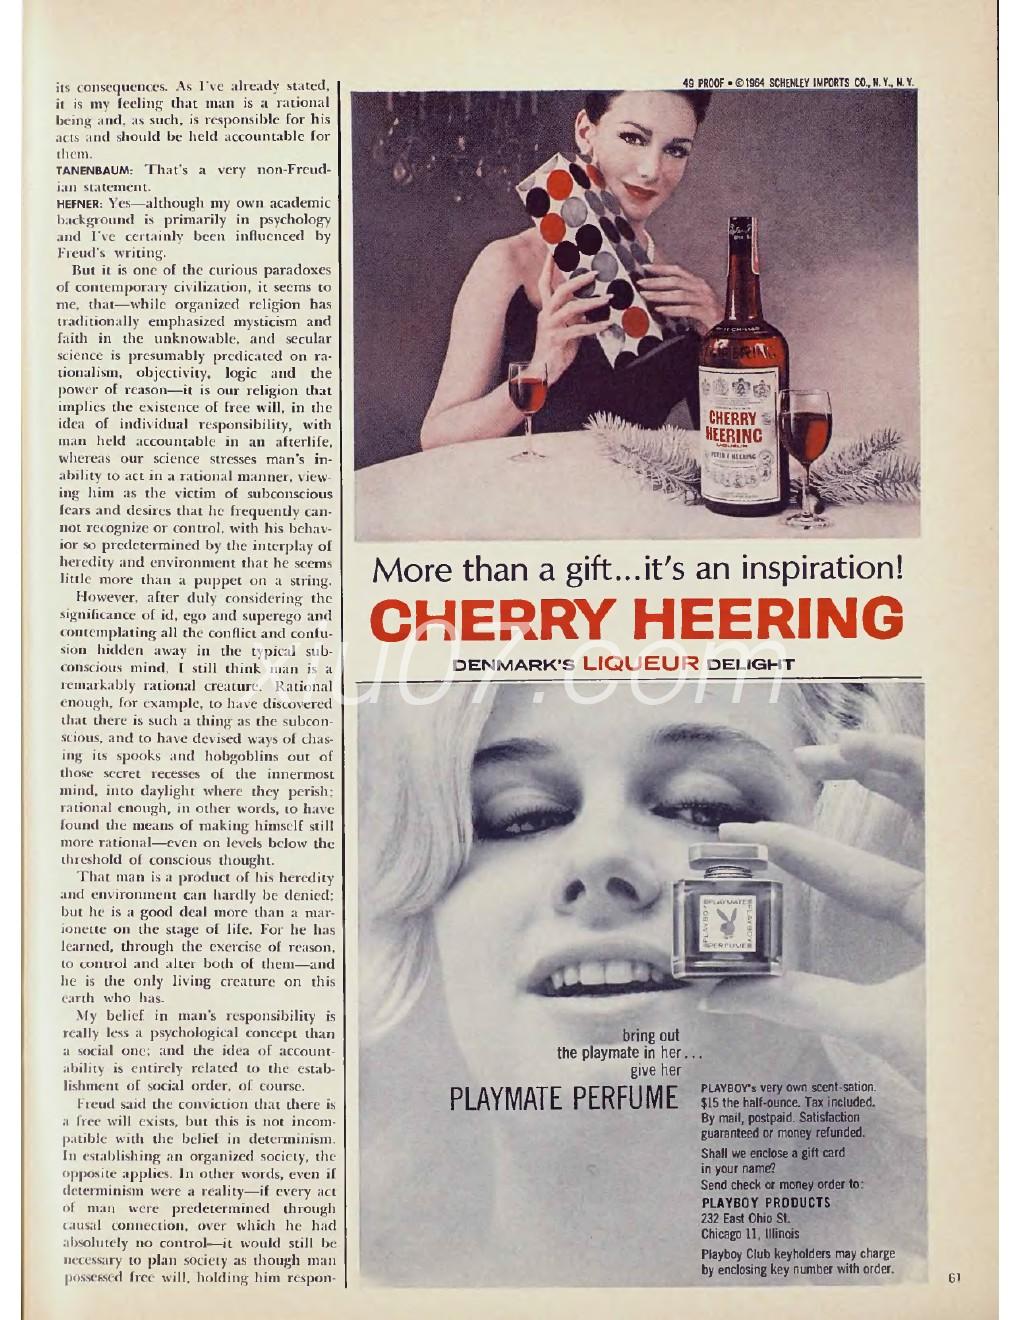 its consequences. As I've already stated,
it is my feeling that man is a rational
being and, as such, is responsible for his
acts and should be held accountable for
them.
TANENBAUM: That's a very non-Freud-
ian statement.
HEFNER: Yes—although my own academic
background is primarily in psychology
and I've certainly been influenced by
Freud's writing.
But it is one of the curious paradoxes
of contemporary civilization, it seems to
me, that—while organized religion has
traditionally emphasized mysticism and
faith in the unknowable, and secular
science is presumably predicated on ra-
tionalism, objectivity, logic and the
power of reason—it is our religion that
implies the existence of free will, in the
idea of individual responsibility, with
man held accountable in an afterlife,
whereas our science stresses man's in-
ability to act in a rational manner, view-
ing him as the victim of subconscious
fears and desires that he frequently can-
not recognize or control, with his behav-
ior so predetermined by the interplay of
heredity and environment that he seems
little more than a puppet on a string.
However, after duly considering the
significance of id, ego and superego and
contemplating all the conflict and confu-
sion hidden away in the typical sub-
conscious mind, I still think man is a
remarkably rational creature. Rational
enough, for example, to have discovered
that there is such a thing as the subcon-
scious, and to have devised ways of chas-
ing its spooks and hobgoblins out of
those secret recesses of the innermost
mind, into daylight where they perish;
rational enough, in other words, to have
found the means of making himself still
more rational—even on levels below the
threshold of conscious thought.
That man is a product of his heredity
and environment can hardly be denied;
but he is a good deal more than a mar-
ionette on the stage of life. For he has
learned, through the exercise of reason,
to control and alter both of them—and
he is the only living creature on this
earth who has.
My belief in man's responsibility is
really less a psychological concept than
a social one; and the idea of account-
ability is entirely related to the estab-
lishment of social order, of course.
Freud said the conviction that there is
a free will exists, but this is not incom-
patible with the belief in determinism.
In establishing an organized society, the
opposite applies. In other words, even if
determinism were a reality—if every act
of man were predetermined through
causal connection, over which he had
absolutely no control—it would still be
necessary to plan society as though man
possessed free will, holding him respon-
49 PROOF • © 1964 SCHENLEY IMPORTS CO., N. Y., N. Y.
CHERRY
HEERING
LIQUEUR
PETER F HEERING
More than a gift...it's an inspiration!
CHERRY HEERING
DENMARK'S LIQUEUR DELIGHT
xiu07.com
PLAYMATE
PLAYBOY
PLAYBOY
PERFUME
bring out
the playmate in her...
give her
PLAYMATE PERFUME
PLAYBOY's very own scent-sation.
$15 the half-ounce. Tax included.
By mail, postpaid. Satisfaction
guaranteed or money refunded.
Shall we enclose a gift card
in your name?
Send check or money order to:
PLAYBOY PRODUCTS
232 East Ohio St.
Chicago 11, Illinois
Playboy Club keyholders may charge
by enclosing key number with order.
61